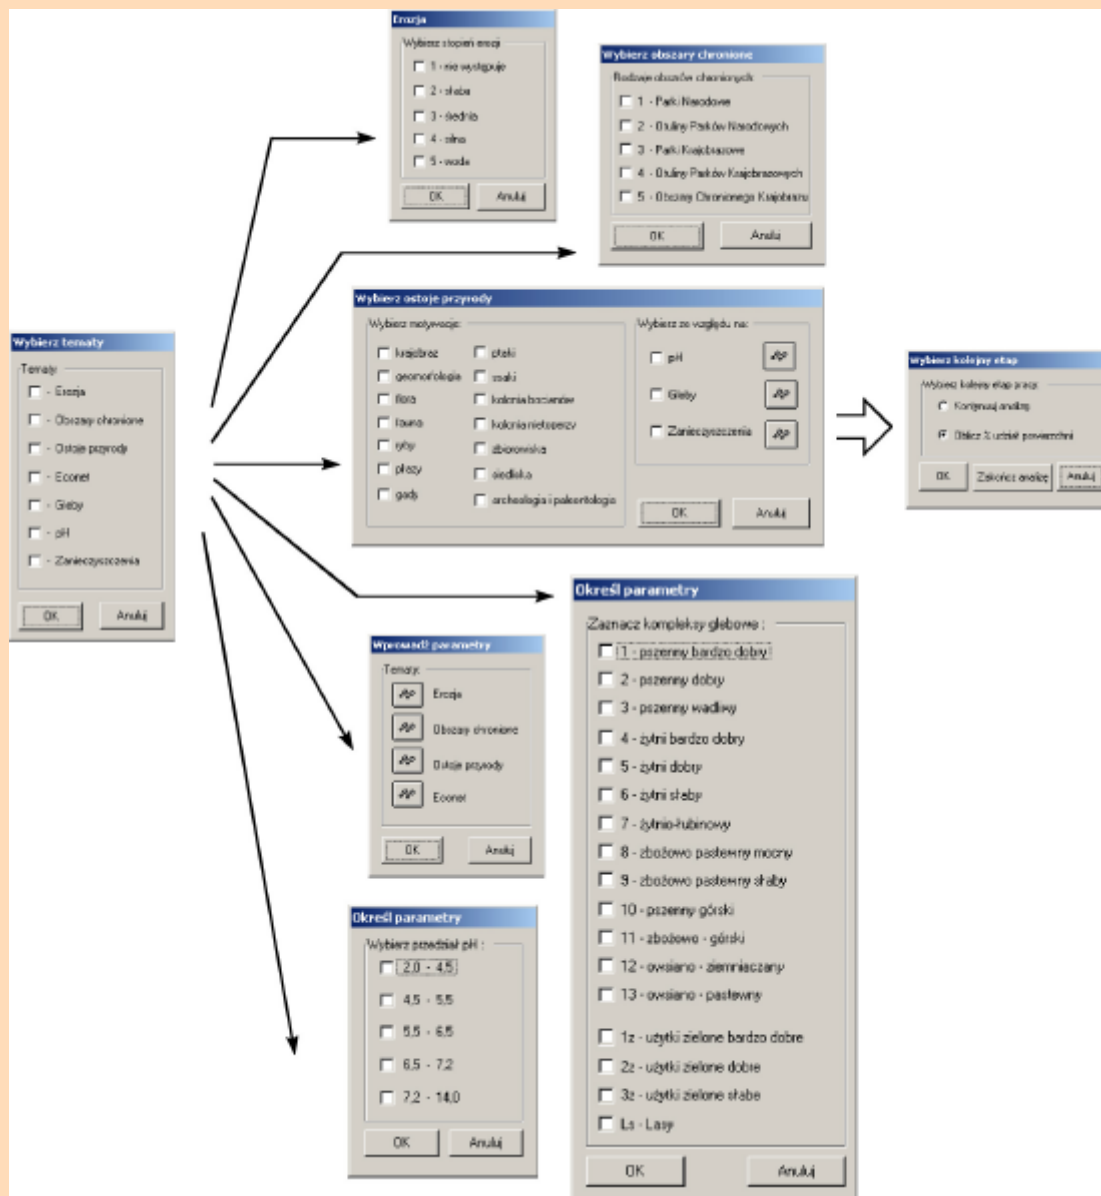 Erozja
Wybierz stopień erozji
1 - nie występuje
2 - słaba
3 - średnia
4 - silna
5 - woda
OK
Anuluj
Wybierz obszary chronione
Rodzaje obszarów chronionych:
1 - Parki Narodowe
2 - Otuliny Parków Narodowych
3 - Parki Krajobrazowe
4 - Otuliny Parków Krajobrazowych
5 - Obszary Chronionego Krajobrazu
OK
Anuluj
Wybierz tematy
Tematy:
- Erozja
- Obszary chronione
- Ostoje przyrody
- Econet
- Gleby
- pH
- Zanieczyszczenia
OK
Anuluj
Wybierz ostoje przyrody
Wybierz motywacje:
krajobraz
geomorfologia
flora
fauna
ryby
płazy
gady
ptaki
ssaki
kolonia bocianów
kolonia nietoperzy
zbiorowiska
siedliska
archeologia i paleontologia
Wybierz ze względu na:
pH
Gleby
Zanieczyszczenia
OK
Anuluj
Wybierz kolejny etap
Wybierz kolejny etap pracy:
Kontynuuj analizę
Oblicz % udział powierzchni
OK
Zakończ analizę
Anuluj
Wprowadź parametry
Tematy:
Erozja
Obszary chronione
Ostoje przyrody
Econet
OK
Anuluj
Określ parametry
Wybierz przedział pH :
2,0 - 4,5
4,5 - 5,5
5,5 - 6,5
6,5 - 7,2
7,2 - 14,0
OK
Anuluj
Określ parametry
Zaznacz kompleksy glebowe :
1 - pszenny bardzo dobry
2 - pszenny dobry
3 - pszenny wadliwy
4 - żytni bardzo dobry
5 - żytni dobry
6 - żytni słaby
7 - żytnio-łubinowy
8 - zbożowo pastewny mocny
9 - zbożowo pastewny słaby
10 - pszenny górski
11 - zbożowo - górski
12 - owsiano - ziemniaczany
13 - owsiano - pastewny
1z - użytki zielone bardzo dobre
2z - użytki zielone dobre
3z - użytki zielone słabe
Ls - Lasy
OK
Anuluj